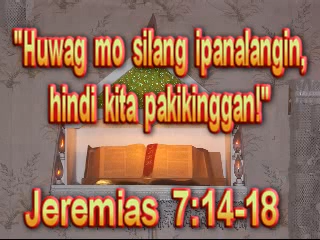 "Huwag mo silang ipanalangin,
hindi kita pakikinggan!"
Jeremias 7:14-18